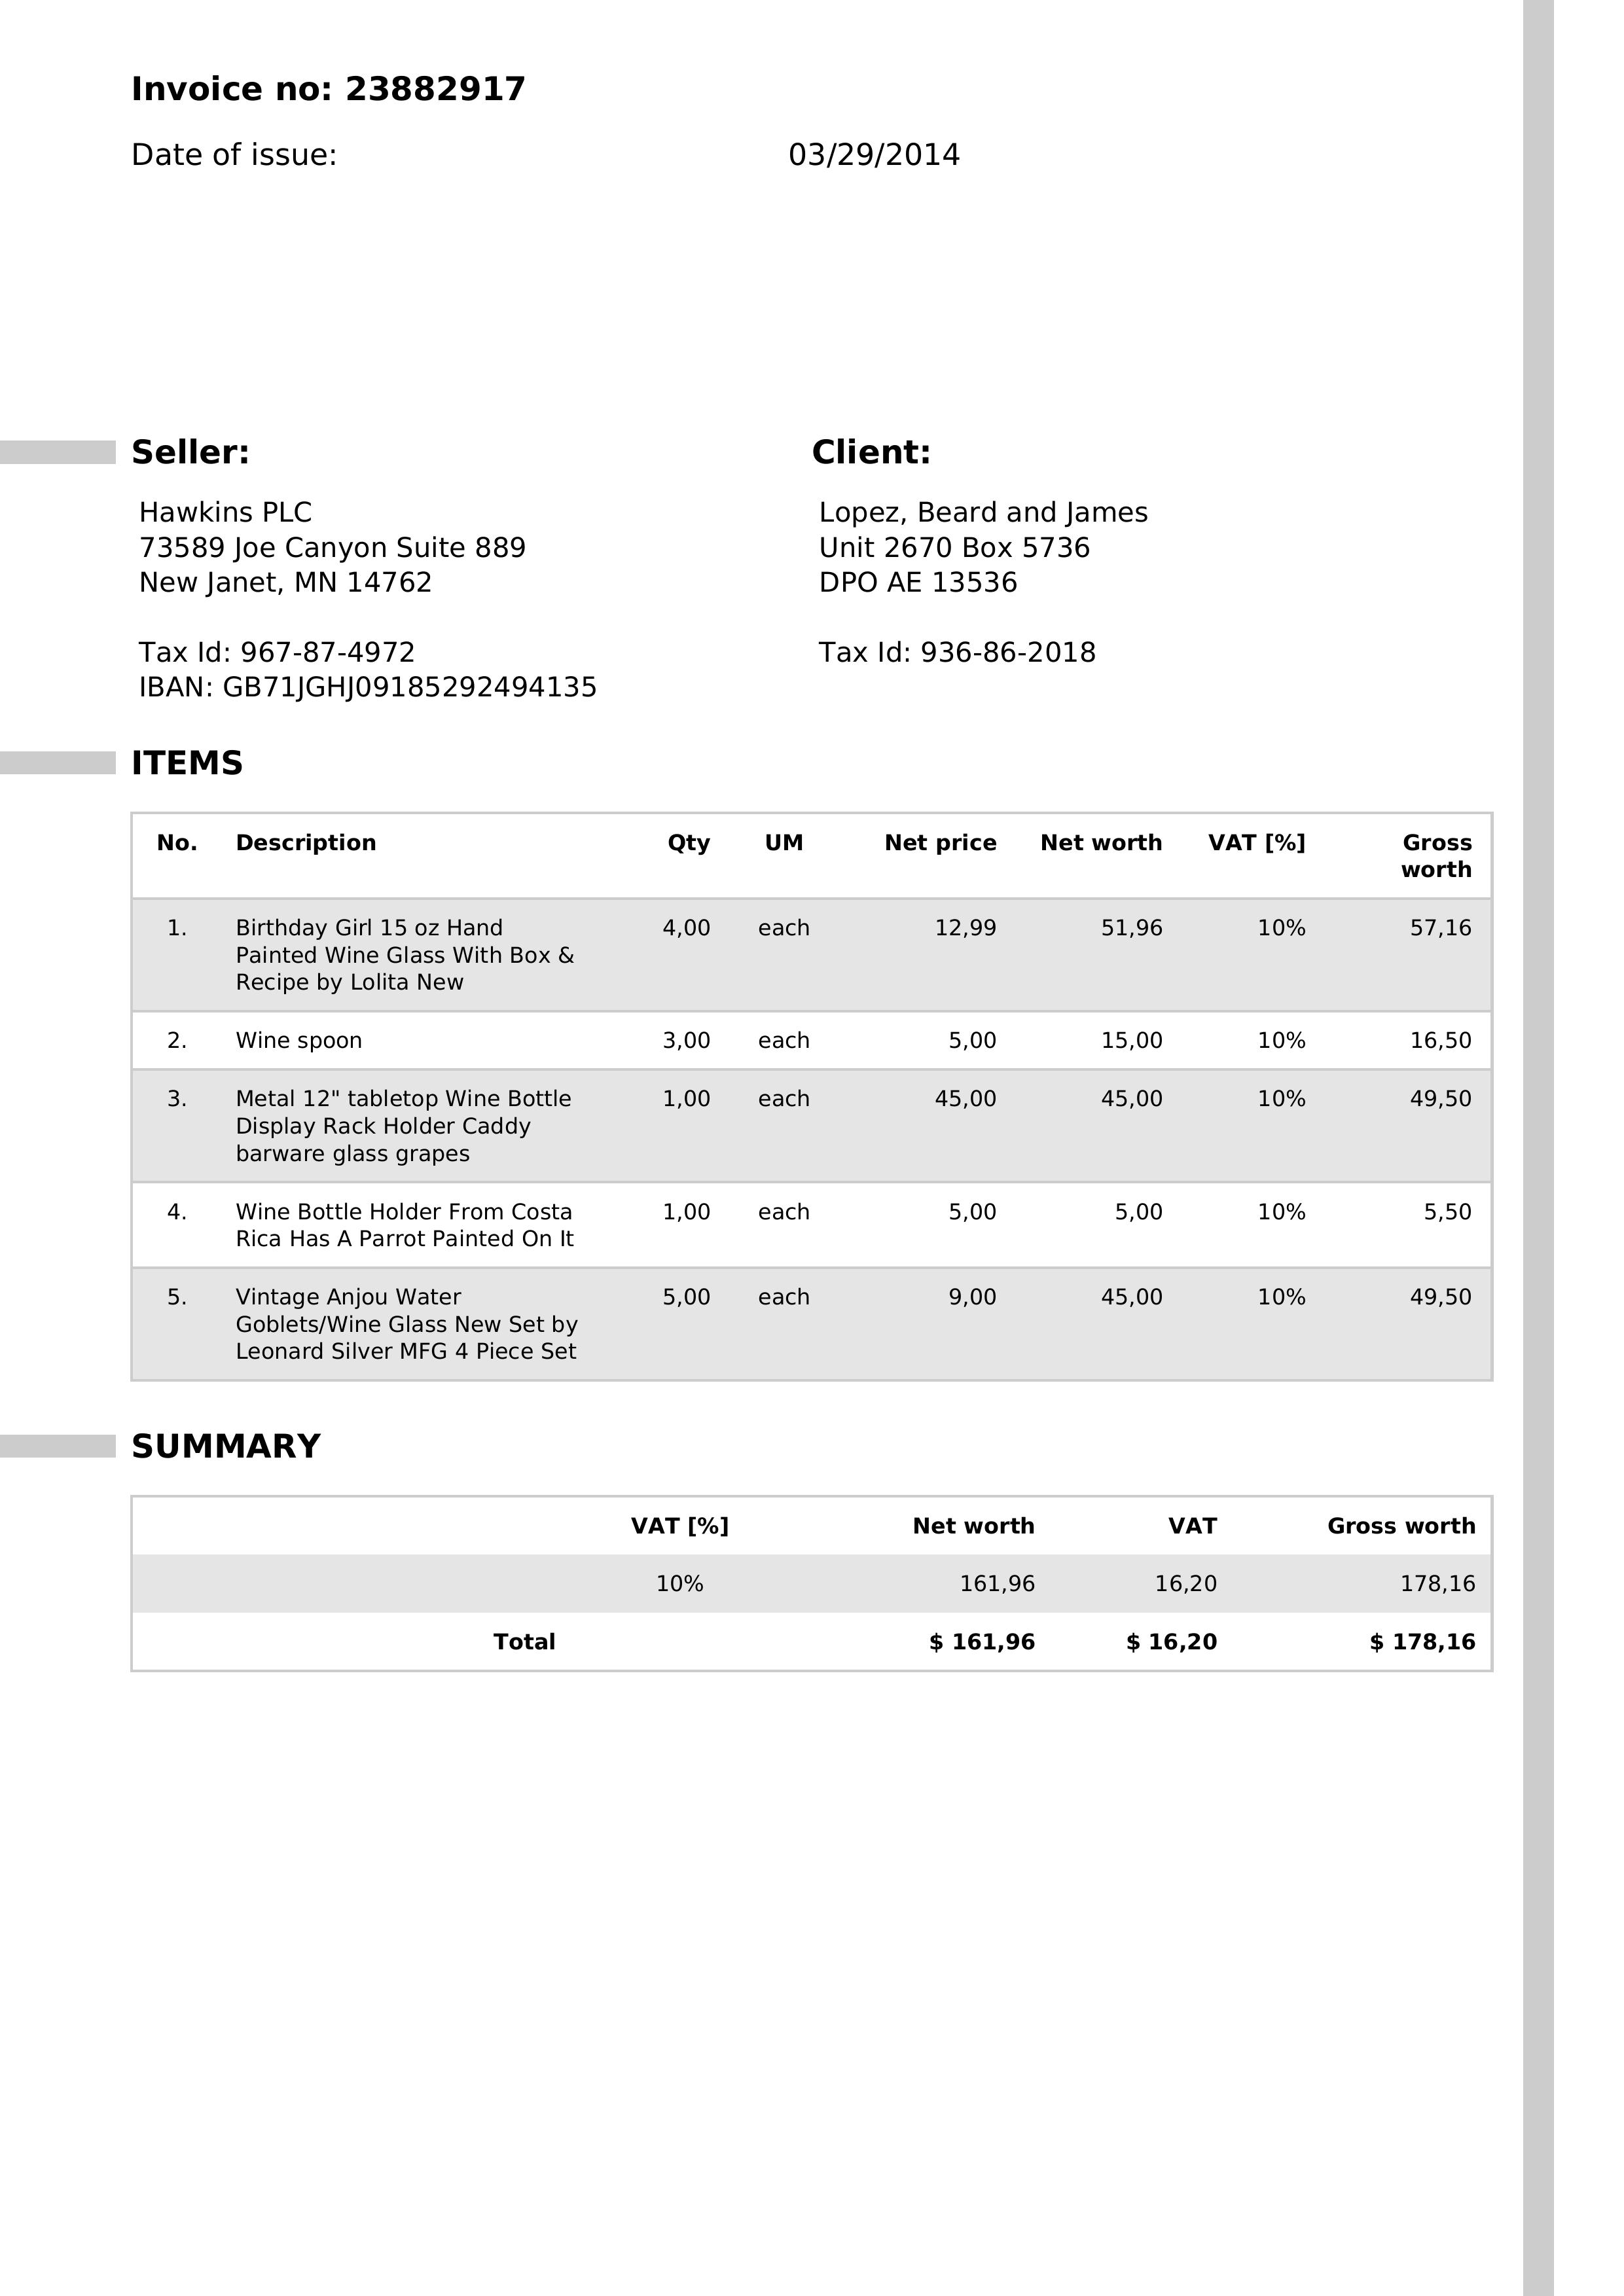 Invoice no: 23882917
Date of issue: 03/29/2014
Seller: Client:
Hawkins PLC
73589 Joe Canyon Suite 889
New Janet, MN 14762
Tax Id: 967-87-4972
IBAN: GB71JGHJ09185292494135
Lopez, Beard and James
Unit 2670 Box 5736
DPO AE 13536
Tax Id: 936-86-2018
ITEMS
No. Description Qty UM Net price Net worth VAT [%] Gross
worth
1. Birthday Girl 15 oz Hand 4,00 each 12,99 51,96 10% 57,16
Painted Wine Glass With Box &
Recipe by Lolita New
2. Wine spoon 3,00 each 5,00 15,00 10% 16,50
3. Metal 12" tabletop Wine Bottle 1,00 each 45,00 45,00 10% 49,50
Display Rack Holder Caddy
barware glass grapes
4. Wine Bottle Holder From Costa 1,00 each 5,00 5,00 10% 5,50
Rica Has A Parrot Painted On It
5. Vintage Anjou Water 5,00 each 9,00 45,00 10% 49,50
Goblets/Wine Glass New Set by
Leonard Silver MFG 4 Piece Set
SUMMARY
VAT [%] Net worth VAT Gross worth
10% 161,96 16,20 178,16
Total $ 161,96 $ 16,20 $ 178,16